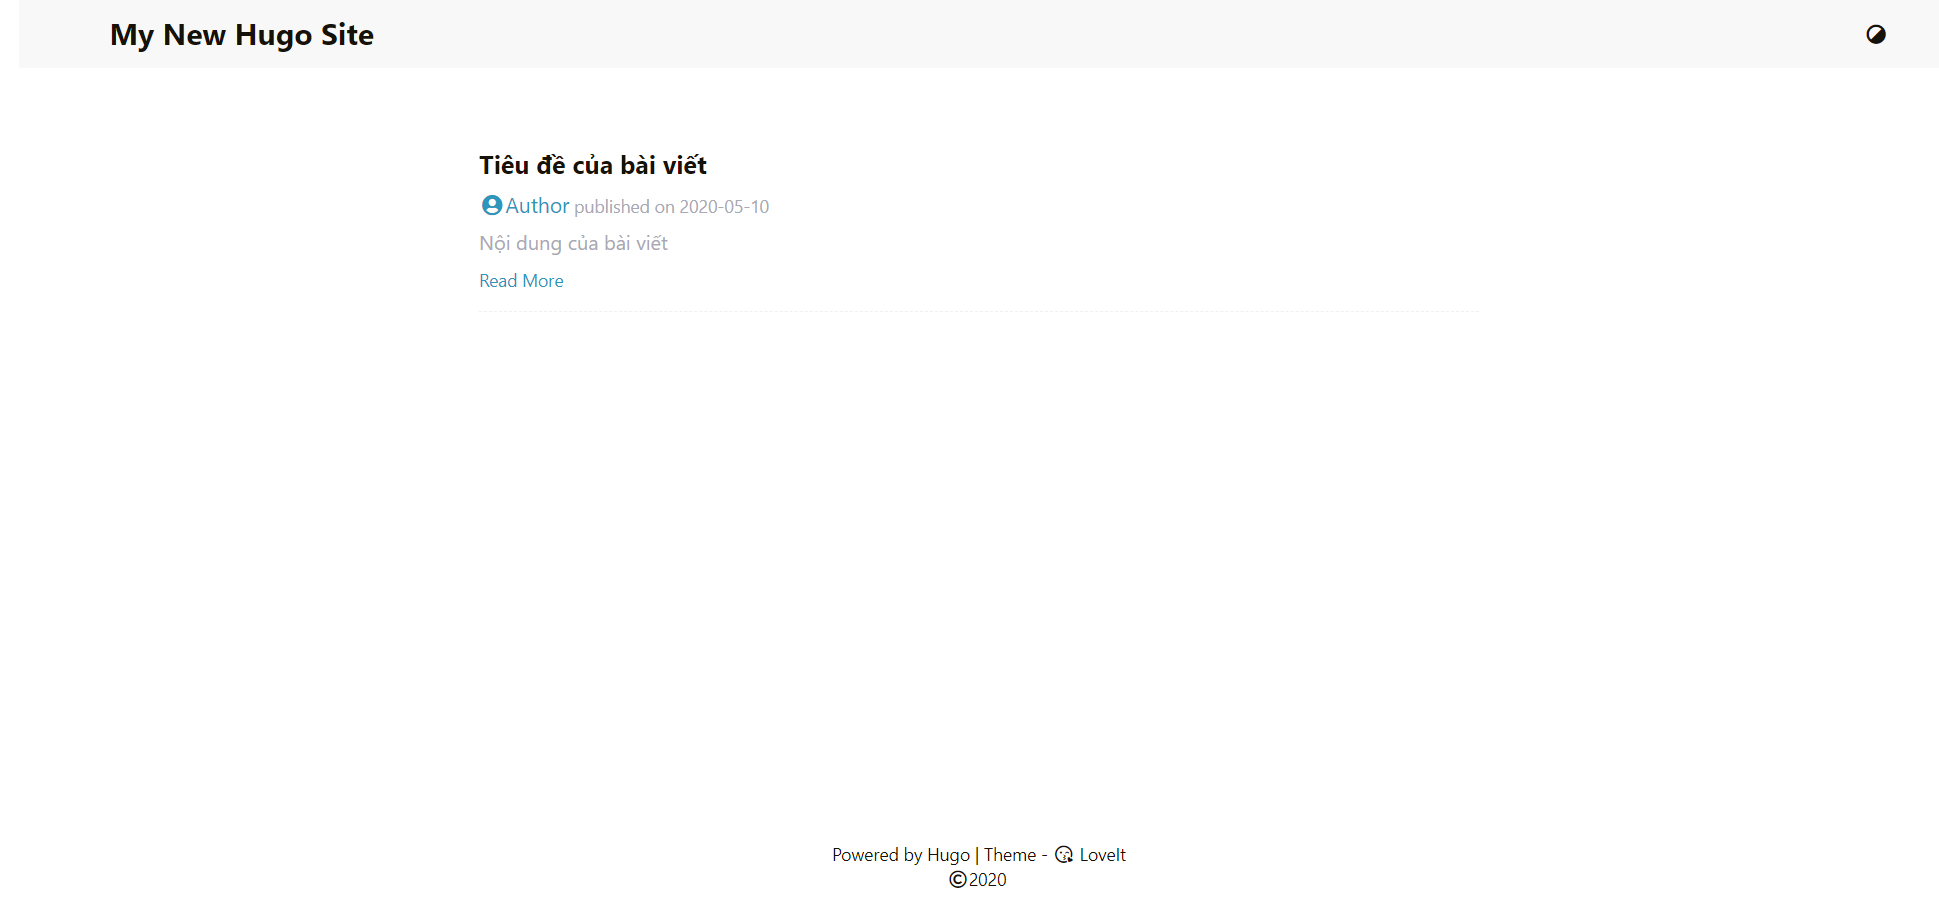 My New Hugo Site
Tiêu đề của bài viết
Author published on 2020-05-10
Nội dung của bài viết
Read More
Powered by Hugo | Theme - LoveIt
©2020